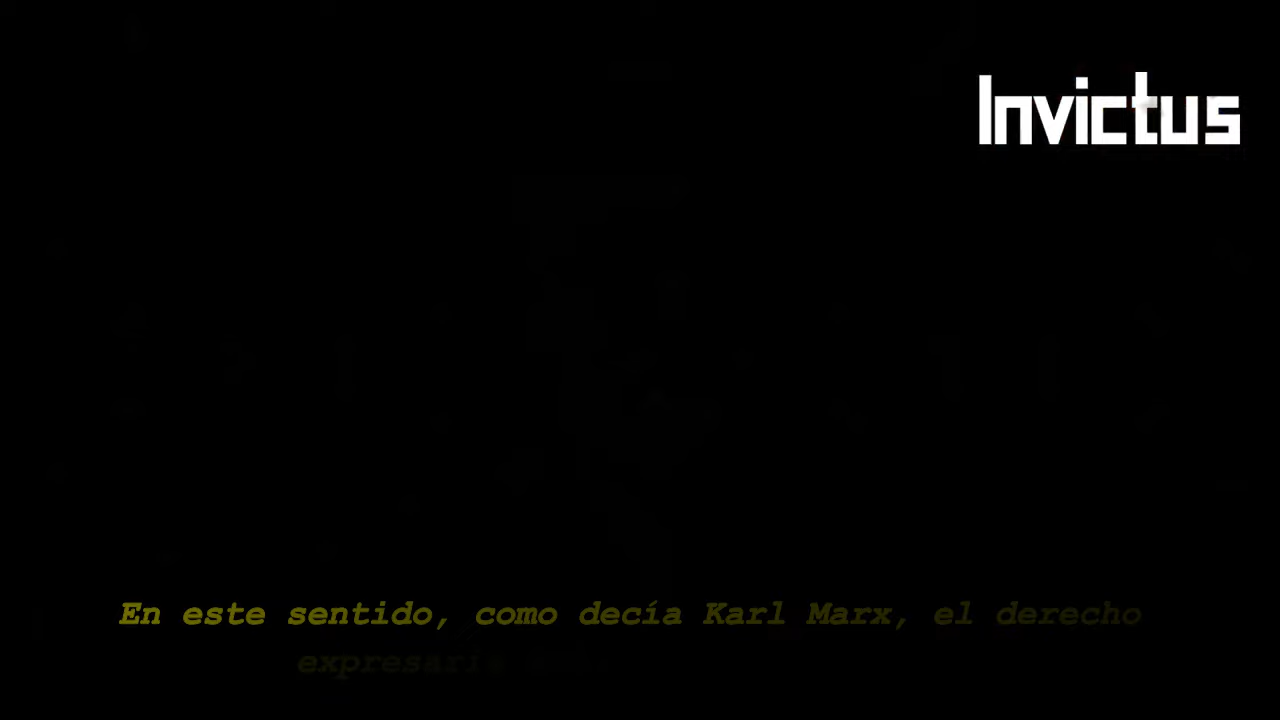 Invictus
En este sentido, como decía Karl Marx, el derecho
expresaría